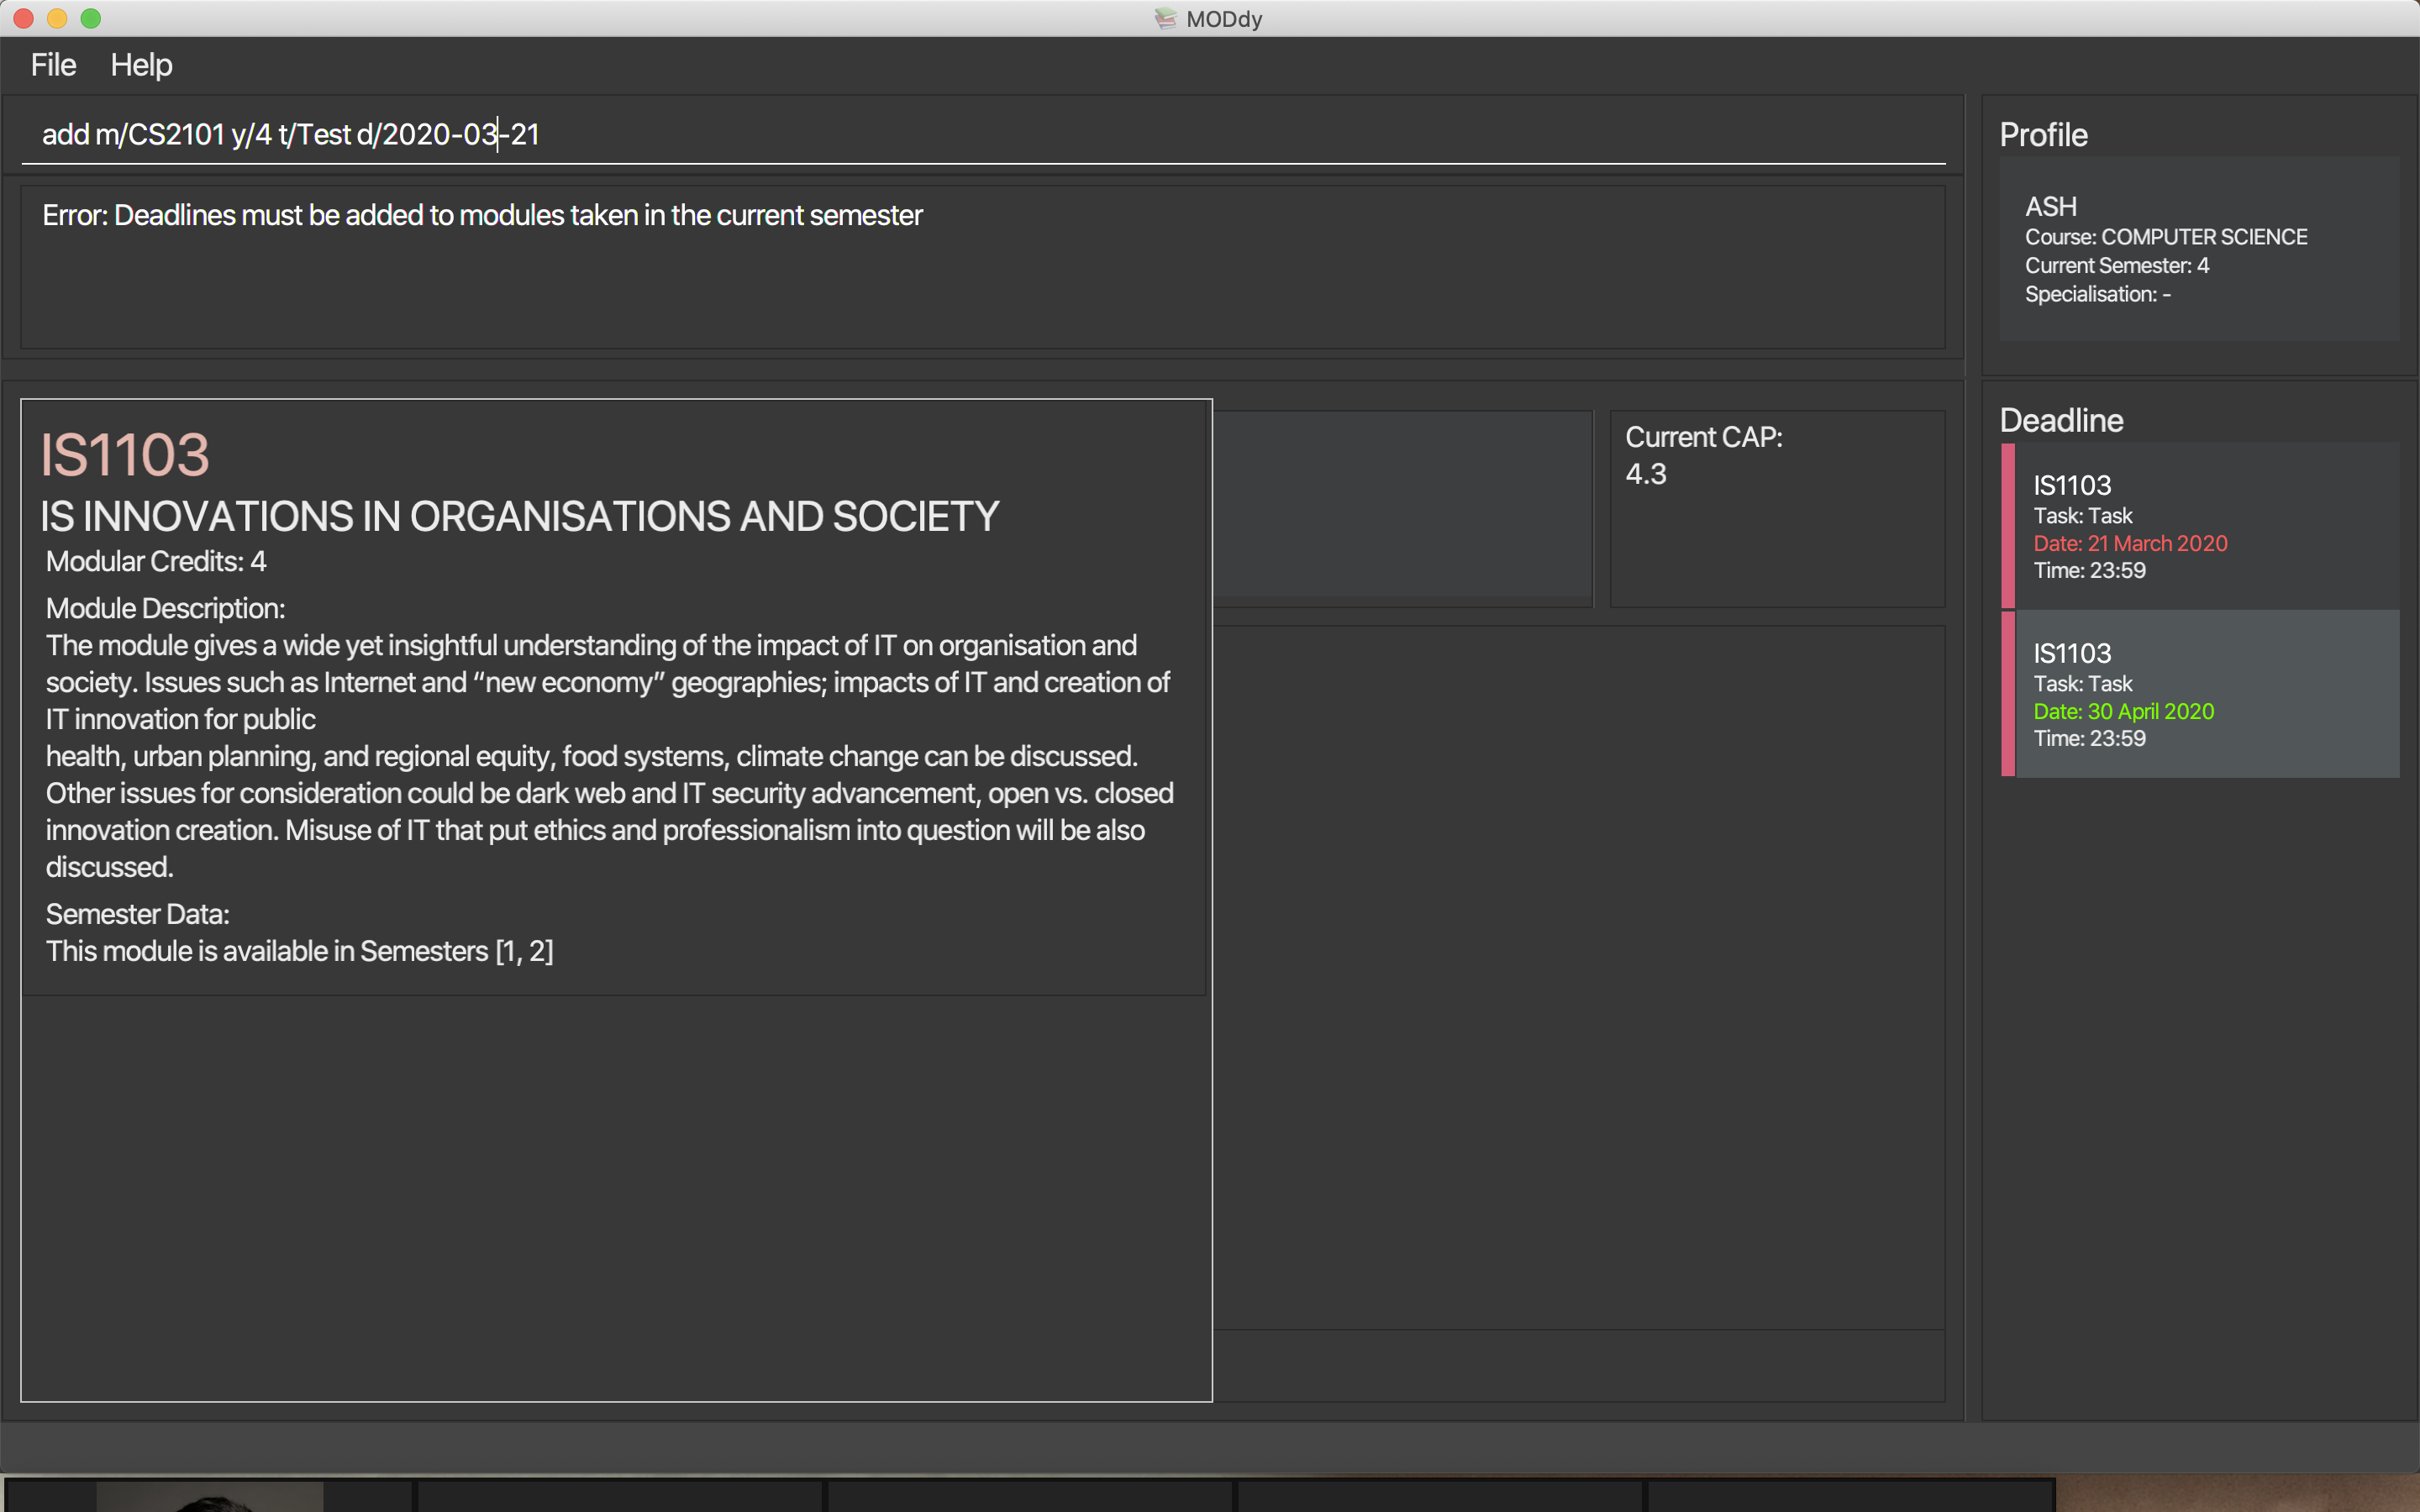 MODdy
File Help
add m/CS2101 y/4 t/Test d/2020-03-21
Error: Deadlines must be added to modules taken in the current semester
Profile
ASH
Course: COMPUTER SCIENCE
Current Semester: 4
Specialisation: -
IS1103
IS INNOVATIONS IN ORGANISATIONS AND SOCIETY
Modular Credits: 4
Module Description:
The module gives a wide yet insightful understanding of the impact of IT on organisation and
society. Issues such as Internet and “new economy” geographies; impacts of IT and creation of
IT innovation for public
health, urban planning, and regional equity, food systems, climate change can be discussed.
Other issues for consideration could be dark web and IT security advancement, open vs. closed
innovation creation. Misuse of IT that put ethics and professionalism into question will be also
discussed.
Semester Data:
This module is available in Semesters [1, 2]
Current CAP:
4.3
Deadline
IS1103
Task: Task
Date: 21 March 2020
Time: 23:59
IS1103
Task: Task
Date: 30 April 2020
Time: 23:59